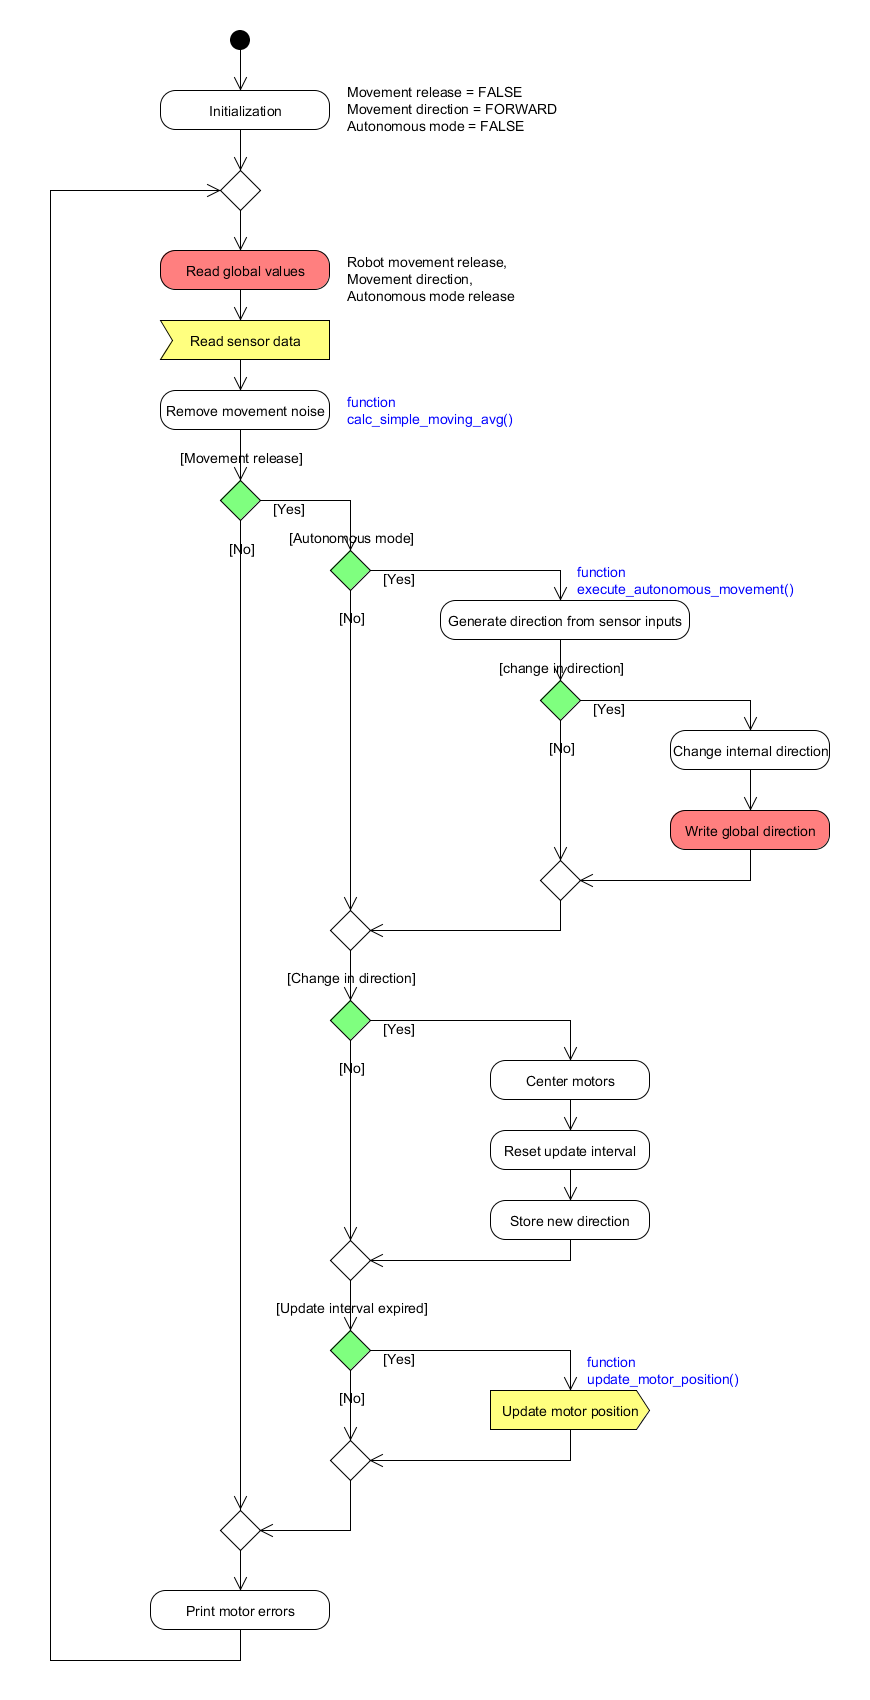 Initialization
Movement release = FALSE
Movement direction = FORWARD
Autonomous mode = FALSE
Read global values
Robot movement release,
Movement direction,
Autonomous mode release
Read sensor data
Remove movement noise
function
calc_simple_moving_avg()
[Movement release]
[Yes]
[No]
[Autonomous mode]
[Yes]
[No]
function
execute_autonomous_movement()
Generate direction from sensor inputs
[change in direction]
[Yes]
[No]
Change internal direction
Write global direction
[Change in direction]
[Yes]
[No]
Center motors
Reset update interval
Store new direction
[Update interval expired]
[Yes]
[No]
function
update_motor_position()
Update motor position
Print motor errors